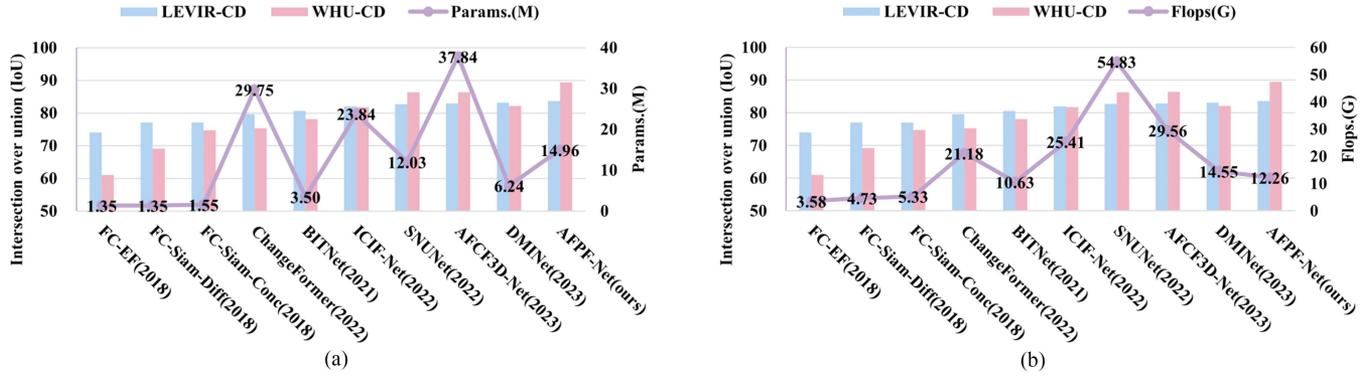 LEVIR-CD WHU-CD Params.(M)
Intersection over union (IoU)
100
90
80
70
60
50
40
30
20
10
0
Params.(M)
1.35 1.35 1.55 29.75 3.50 23.84 12.03 37.84 6.24 14.96
FC-EF(2018)
FC-Siam-Diff(2018)
FC-Siam-Conc(2018)
ChangeFormer(2022)
BITNet(2021)
ICIF-Net(2022)
SNUNet(2022)
AFCF3D-Net(2023)
DMINet(2023)
AFPF-Net(ours)
(a)
LEVIR-CD WHU-CD Flops(G)
Intersection over union (IoU)
100
90
80
70
60
50
60
50
40
30
20
10
0
Flops.(G)
3.58 4.73 5.33 21.18 10.63 25.41 54.83 29.56 14.55 12.26
FC-EF(2018)
FC-Siam-Diff(2018)
FC-Siam-Conc(2018)
ChangeFormer(2022)
BITNet(2021)
ICIF-Net(2022)
SNUNet(2022)
AFCF3D-Net(2023)
DMINet(2023)
AFPF-Net(ours)
(b)